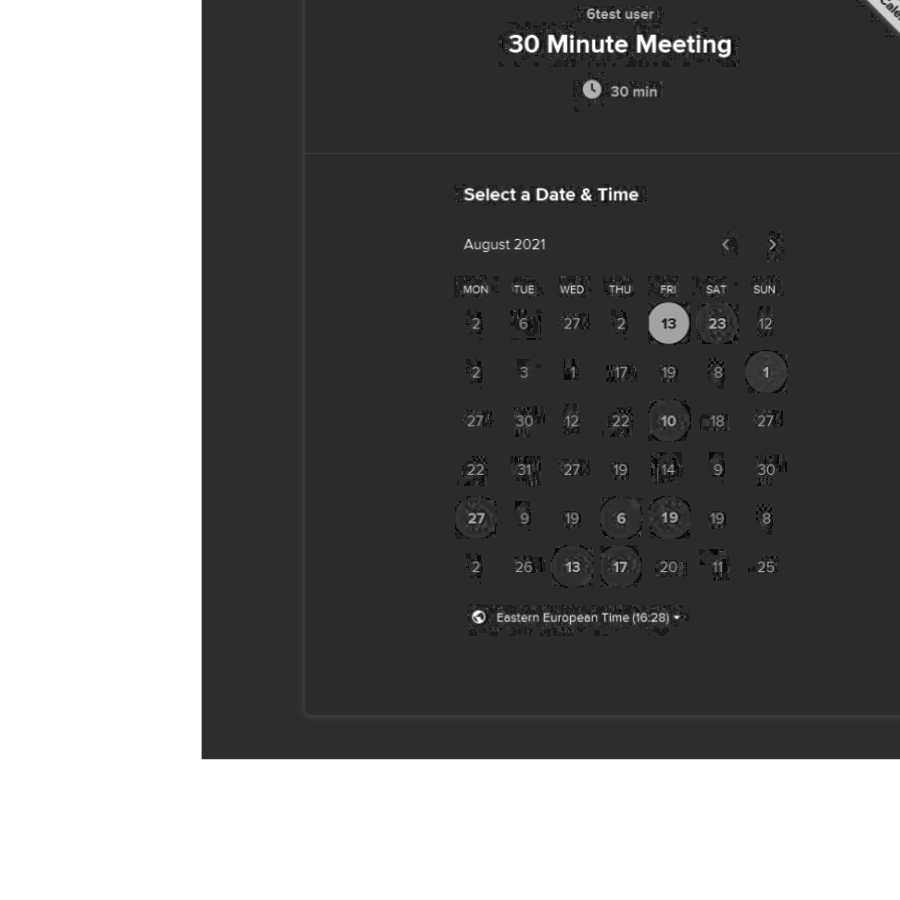 6test user
30 Minute Meeting
30 min
Select a Date & Time
August 2021
MON TUE WED THU FRI SAT SUN
2 6 27 2 13 23 12
2 3 1 17 19 8 1
27 30 12 22 10 18 27
22 31 27 19 14 9 30
27 9 19 6 19 19 8
2 26 13 17 20 11 25
Eastern European Time (16:28)